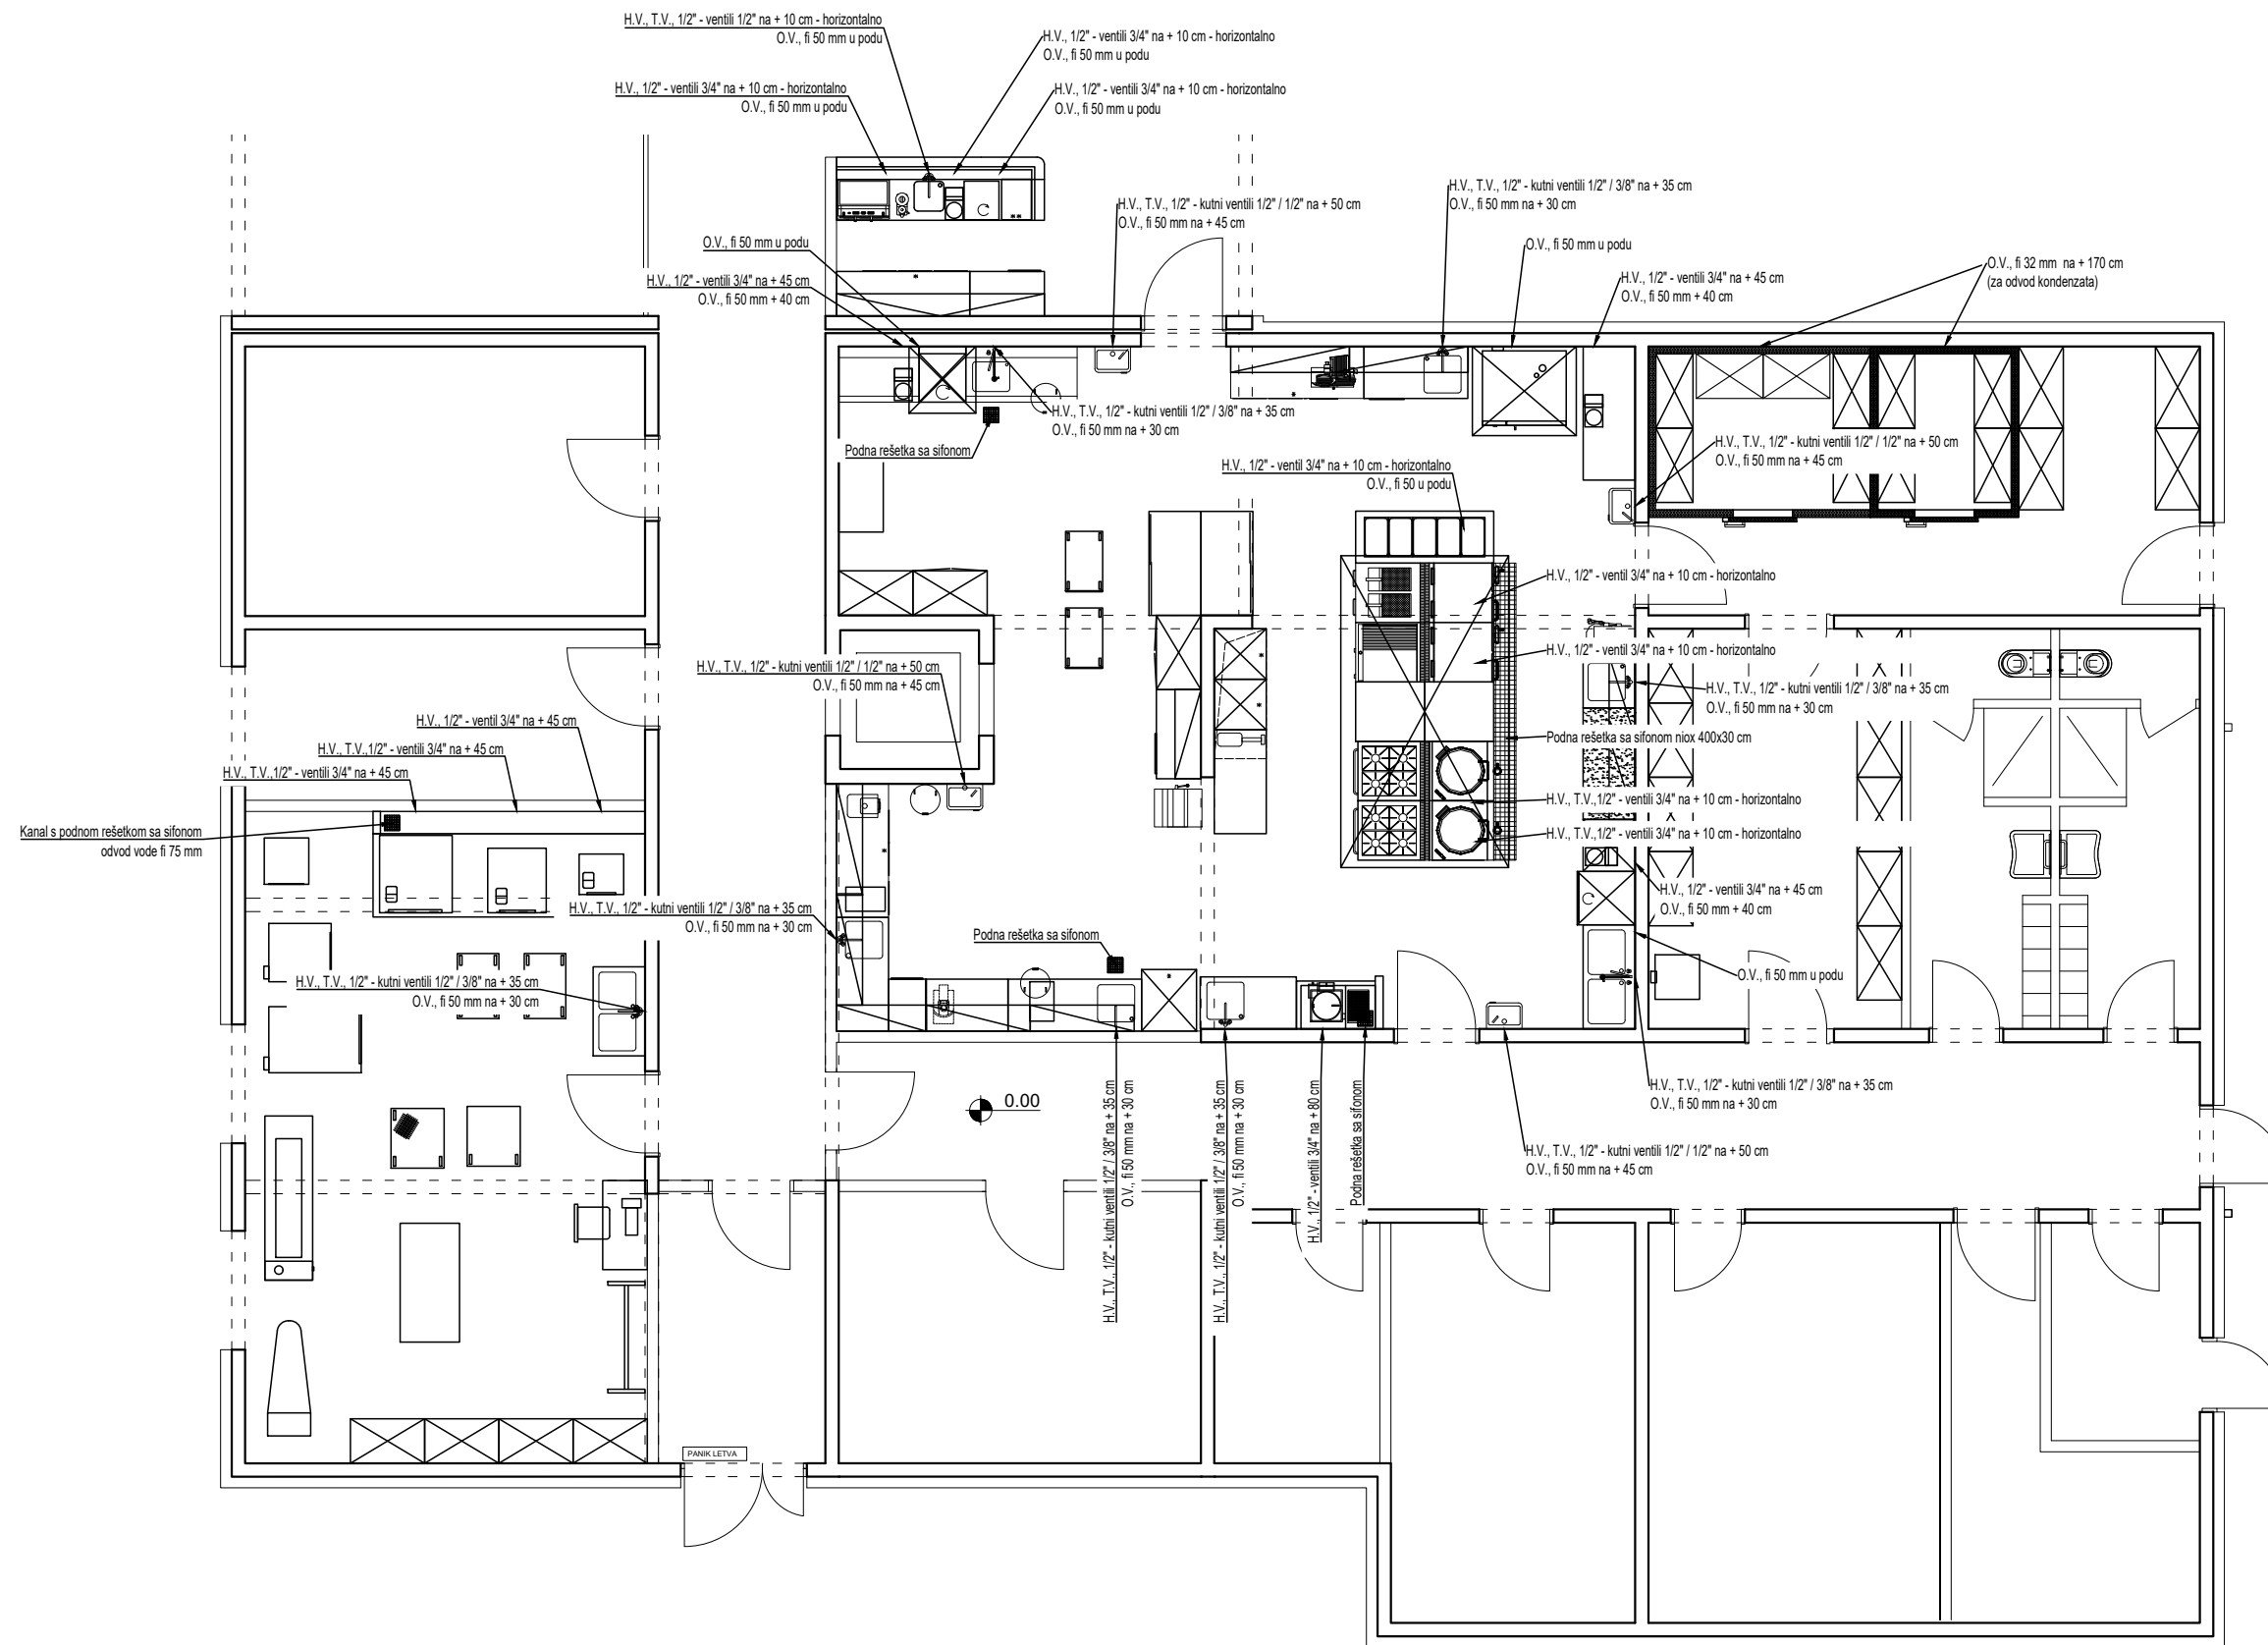 H.V., T.V., 1/2" - ventili 1/2" na + 10 cm - horizontalno
O.V., fi 50 mm u podu
H.V., 1/2" - ventili 3/4" na + 10 cm - horizontalno
O.V., fi 50 mm u podu
H.V., 1/2" - ventili 3/4" na + 10 cm - horizontalno
O.V., fi 50 mm u podu
H.V., 1/2" - ventili 3/4" na + 10 cm - horizontalno
O.V., fi 50 mm u podu
H.V., T.V., 1/2" - kutni ventili 1/2" / 1/2" na + 50 cm
O.V., fi 50 mm na + 45 cm
H.V., T.V., 1/2" - kutni ventili 1/2" / 3/8" na + 35 cm
O.V., fi 50 mm na + 30 cm
O.V., fi 50 mm u podu
O.V., fi 50 mm u podu
H.V., 1/2" - ventili 3/4" na + 45 cm
O.V., fi 50 mm + 40 cm
H.V., 1/2" - ventili 3/4" na + 45 cm
O.V., fi 50 mm + 40 cm
O.V., fi 32 mm na + 170 cm
(za odvod kondenzata)
H.V., T.V., 1/2" - kutni ventili 1/2" / 3/8" na + 35 cm
O.V., fi 50 mm na + 30 cm
Podna rešetka sa sifonom
H.V., T.V., 1/2" - kutni ventili 1/2" / 1/2" na + 50 cm
O.V., fi 50 mm na + 45 cm
H.V., 1/2" - ventil 3/4" na + 10 cm - horizontalno
O.V., fi 50 u podu
H.V., 1/2" - ventil 3/4" na + 10 cm - horizontalno
H.V., 1/2" - ventil 3/4" na + 10 cm - horizontalno
H.V., T.V., 1/2" - kutni ventili 1/2" / 1/2" na + 50 cm
O.V., fi 50 mm na + 45 cm
H.V., T.V., 1/2" - kutni ventili 1/2" / 3/8" na + 35 cm
O.V., fi 50 mm na + 30 cm
H.V., 1/2" - ventil 3/4" na + 45 cm
H.V., T.V.,1/2" - ventili 3/4" na + 45 cm
H.V., T.V.,1/2" - ventili 3/4" na + 45 cm
Podna rešetka sa sifonom niox 400x30 cm
H.V., T.V.,1/2" - ventili 3/4" na + 10 cm - horizontalno
H.V., T.V.,1/2" - ventili 3/4" na + 10 cm - horizontalno
Kanal s podnom rešetkom sa sifonom
odvod vode fi 75 mm
H.V., 1/2" - ventili 3/4" na + 45 cm
O.V., fi 50 mm + 40 cm
H.V., T.V., 1/2" - kutni ventili 1/2" / 3/8" na + 35 cm
O.V., fi 50 mm na + 30 cm
Podna rešetka sa sifonom
O.V., fi 50 mm u podu
H.V., T.V., 1/2" - kutni ventili 1/2" / 3/8" na + 35 cm
O.V., fi 50 mm na + 30 cm
H.V., T.V., 1/2" - kutni ventili 1/2" / 3/8" na + 35 cm
O.V., fi 50 mm na + 30 cm
0.00
H.V., T.V., 1/2" - kutni ventili 1/2" / 3/8" na + 35 cm
O.V., fi 50 mm na + 30 cm
H.V., T.V., 1/2" - kutni ventili 1/2" / 3/8" na + 35 cm
O.V., fi 50 mm na + 30 cm
H.V., 1/2" - ventili 3/4" na + 80 cm
Podna rešetka sa sifonom
H.V., T.V., 1/2" - kutni ventili 1/2" / 1/2" na + 50 cm
O.V., fi 50 mm na + 45 cm
PANIK LETVA